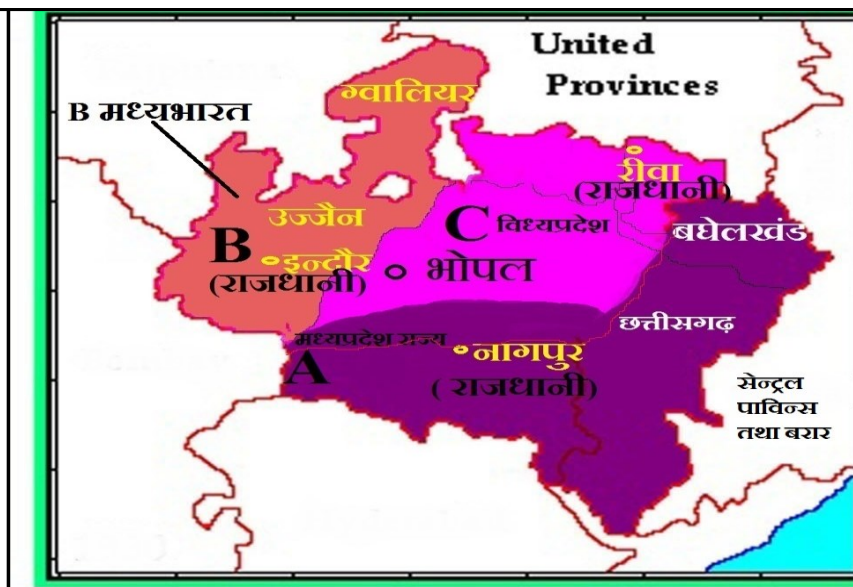 United
Provinces
ग्वालियर
B मध्यभारत
रीवा
(राजधानी)
उज्जैन
C विध्यप्रदेश
बघेलखंड
B
इन्दौर
(राजधानी)
भोपल
छत्तीसगढ़
मध्यप्रदेश राज्य
A
नागपुर
( राजधानी)
सेन्ट्रल
पाविन्स
तथा बरार